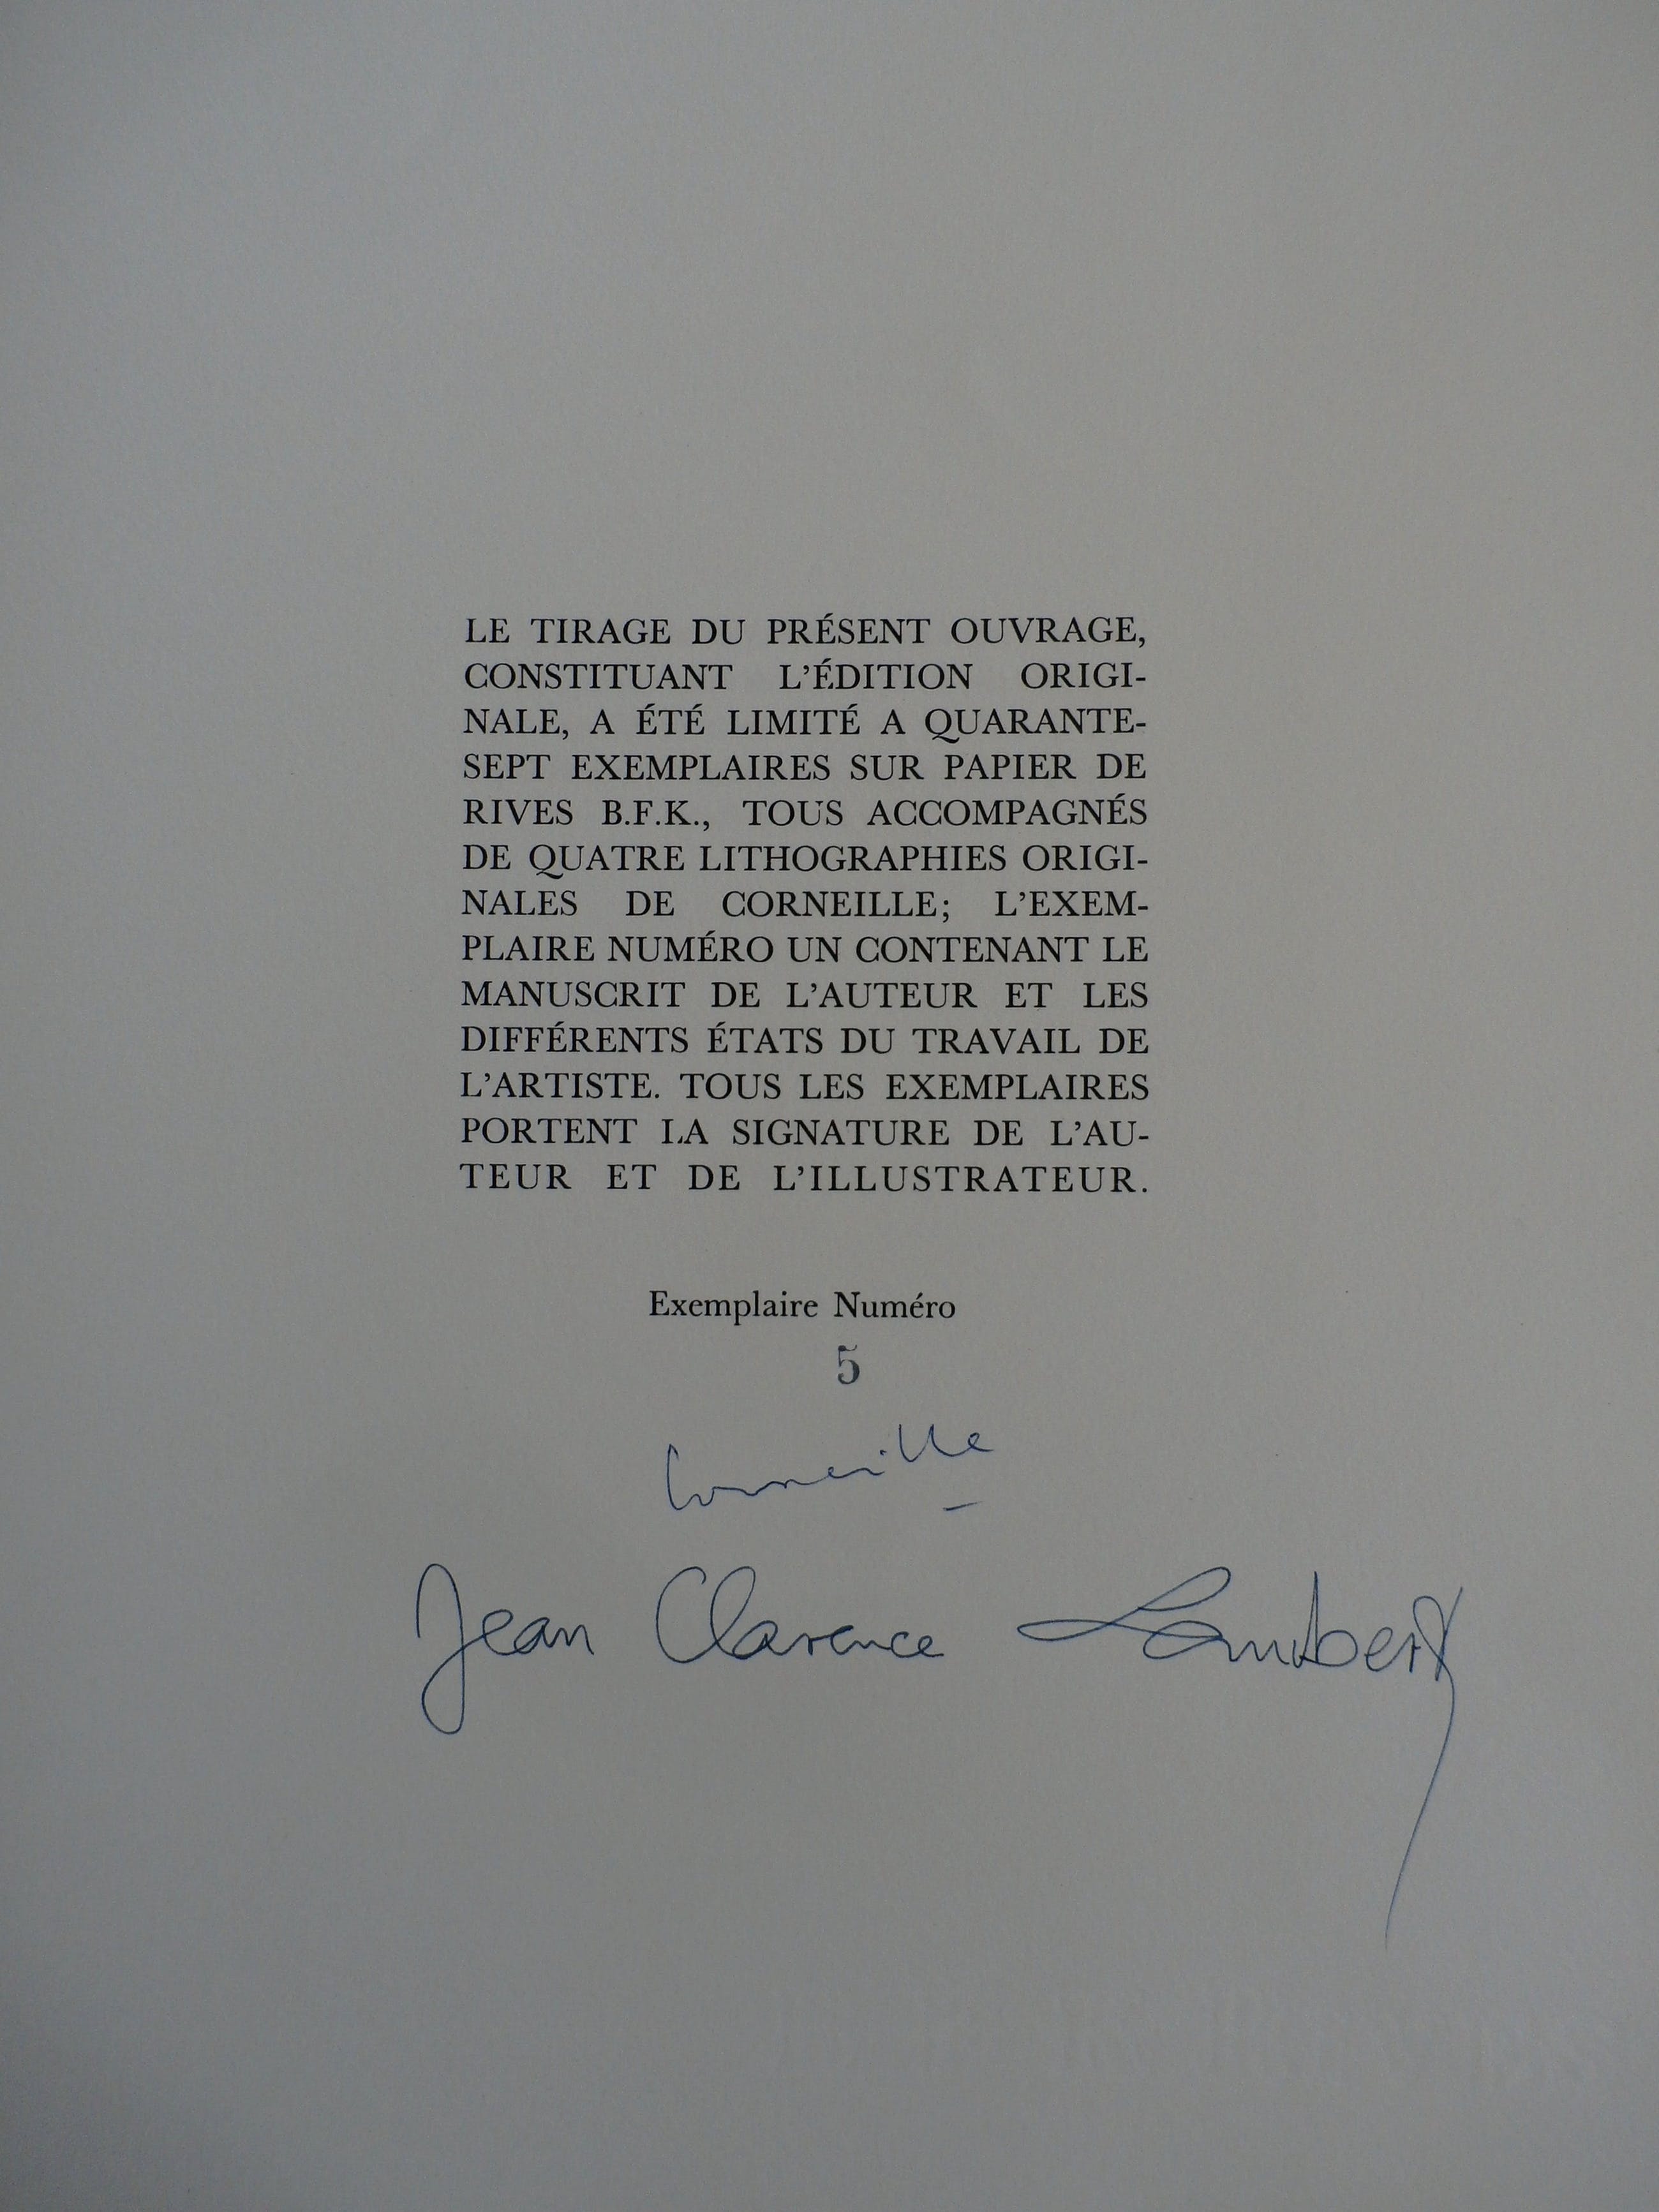 LE TIRAGE DU PRÉSENT OUVRAGE,
CONSTITUANT L'ÉDITION ORIGI-
NALE, A ÉTÉ LIMITÉ A QUARANTE-
SEPT EXEMPLAIRES SUR PAPIER DE
RIVES B.F.K., TOUS ACCOMPAGNÉS
DE QUATRE LITHOGRAPHIES ORIGI-
NALES DE CORNEILLE; L'EXEM-
PLAIRE NUMÉRO UN CONTENANT LE
MANUSCRIT DE L'AUTEUR ET LES
DIFFÉRENTS ÉTATS DU TRAVAIL DE
L'ARTISTE. TOUS LES EXEMPLAIRES
PORTENT LA SIGNATURE DE L'AU-
TEUR ET DE L'ILLUSTRATEUR.
Exemplaire Numéro
5
Corneille
Jean Clarence Lambert